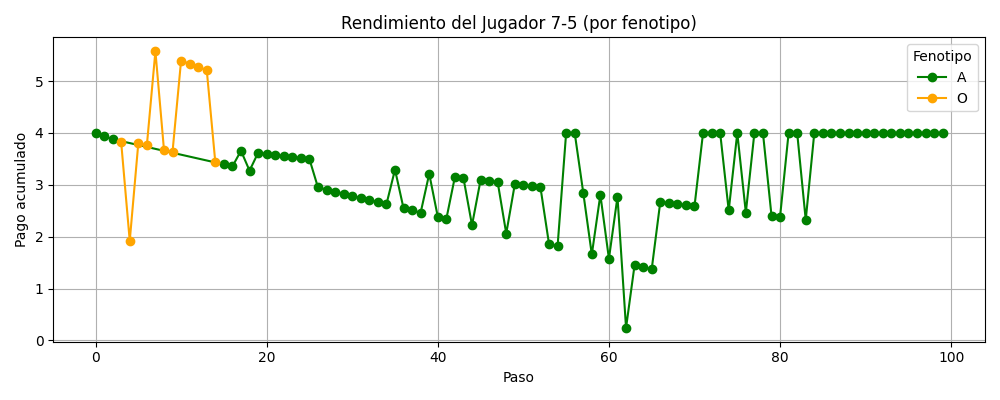 Rendimiento del Jugador 7-5 (por fenotipo)
Pago acumulado
5
4
3
2
1
0
Fenotipo
A
O
0
20
40
60
80
100
Paso